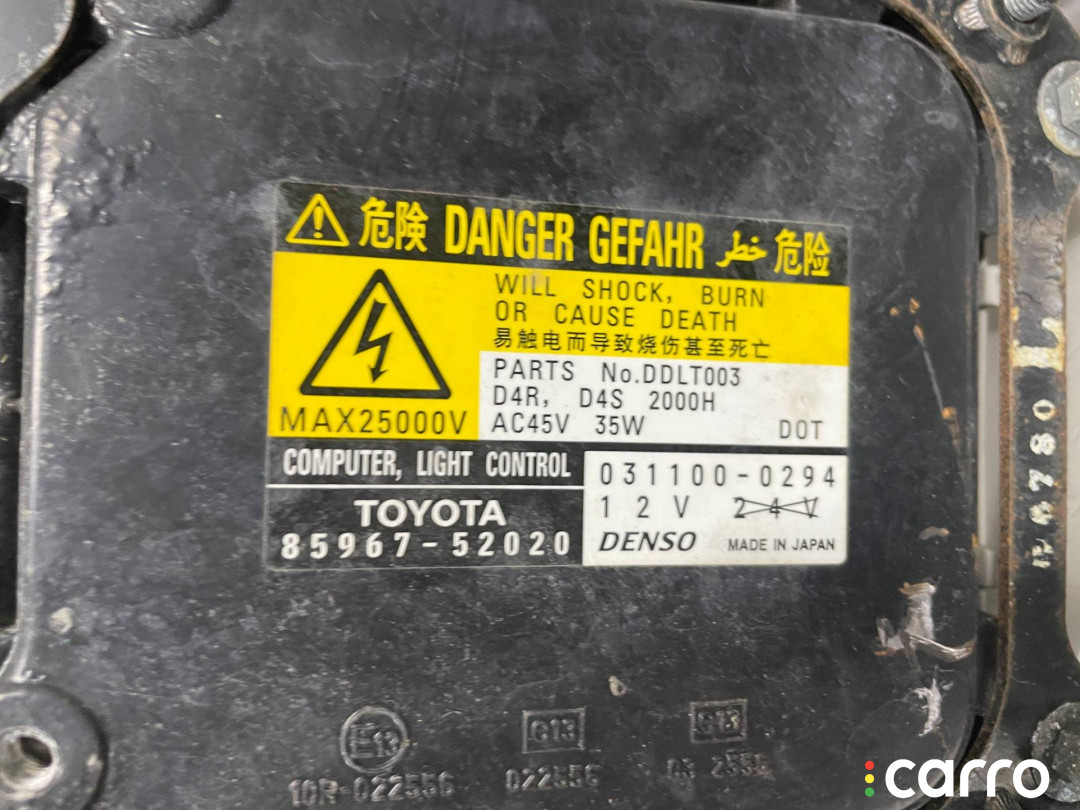 危険 DANGER GEFAHR خطر 危险
WILL SHOCK, BURN
OR CAUSE DEATH
易触电而导致烧伤甚至死亡
MAX25000V
PARTS No.DDLT003
D4R, D4S 2000H
AC45V 35W DOT
COMPUTER, LIGHT CONTROL
TOYOTA
85967-52020
031100-0294
12V 24V
DENSO MADE IN JAPAN
E13
10R-022556
e13
022556
carro